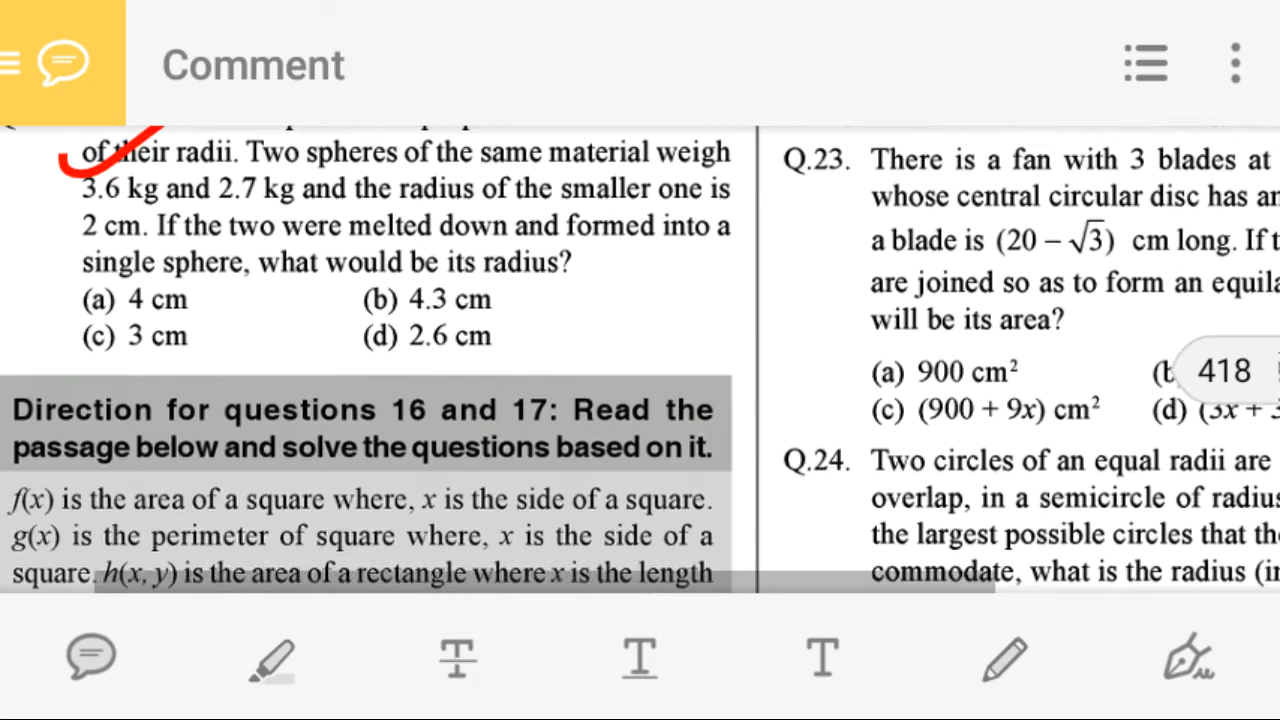 Comment
of their radii. Two spheres of the same material weigh
3.6 kg and 2.7 kg and the radius of the smaller one is
2 cm. If the two were melted down and formed into a
single sphere, what would be its radius?
(a) 4 cm (b) 4.3 cm
(c) 3 cm (d) 2.6 cm
Direction for questions 16 and 17: Read the
passage below and solve the questions based on it.
f(x) is the area of a square where, x is the side of a square.
g(x) is the perimeter of square where, x is the side of a
square. h(x, y) is the area of a rectangle where x is the length
Q.23. There is a fan with 3 blades at
whose central circular disc has an
a blade is (20 – √3) cm long. If t
are joined so as to form an equila
will be its area?
(a) 900 cm² (b
(c) (900 + 9x) cm² (d) (3x +
418
Q.24. Two circles of an equal radii are
overlap, in a semicircle of radius
the largest possible circles that the
commodate, what is the radius (in